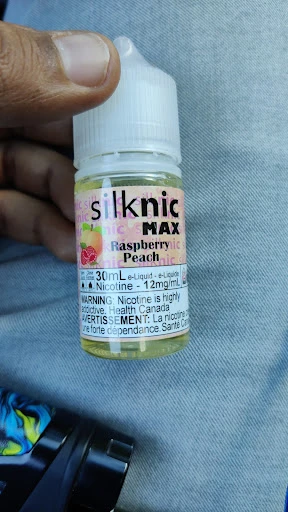 silknic
MAX
Raspberry
Peach
30mL e-Liquid - e-Liquide
Nicotine - 12mg/mL
WARNING: Nicotine is highly
addictive. Health Canada
AVERTISSEMENT: La nicotine
une forte dépendance. Santé